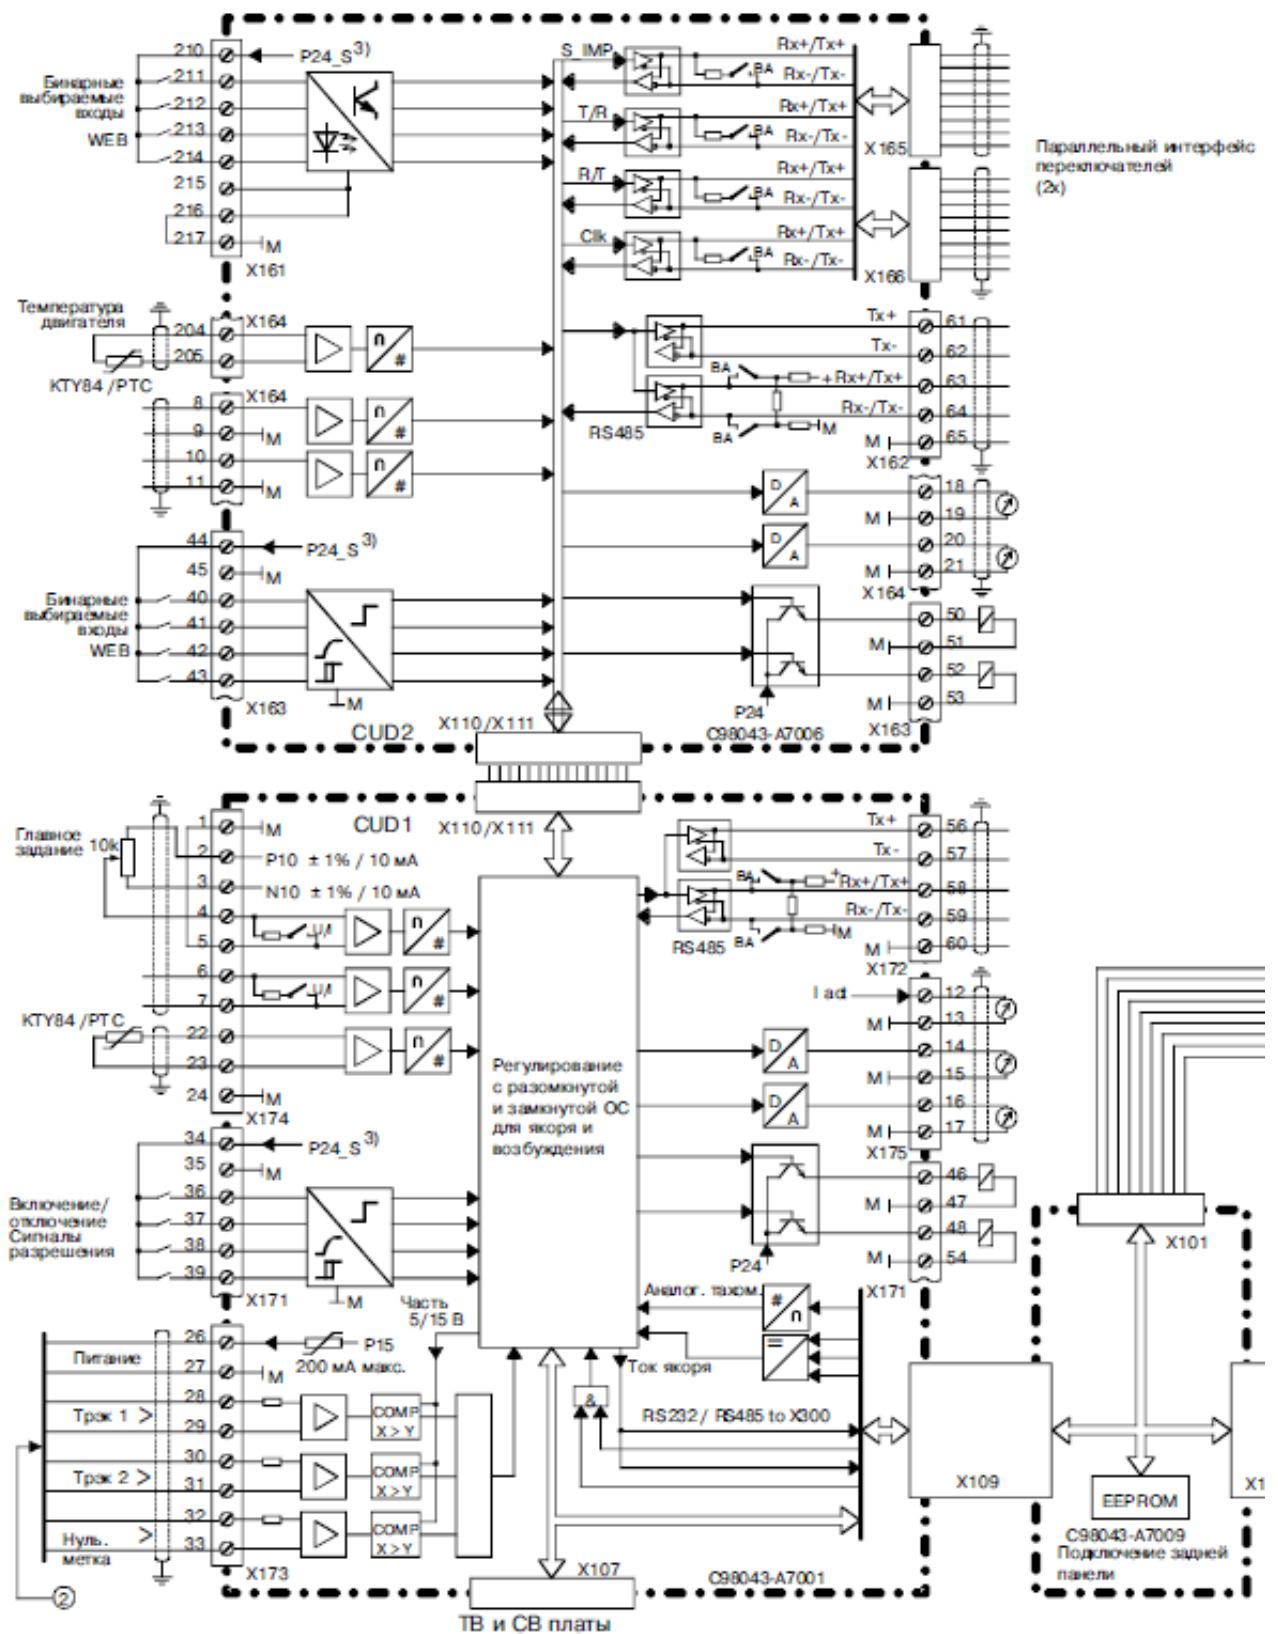 210
P24_S 3)
211
212
213
214
215
216
217
M
X161
Бинарные
выбираемые
входы
WEB
S_IMP
Rx+/Tx+
BA
Rx-/Tx-
T/R
Rx+/Tx+
BA
Rx-/Tx-
R/T
Rx+/Tx+
BA
Rx-/Tx-
Clk
Rx+/Tx+
BA
Rx-/Tx-
X165
X166
Параллельный интерфейс
переключателей
(2x)
Температура
двигателя
X164
204
205
KTY84 /PTC
n
#
X164
8
9
M
10
11
M
n
#
n
#
Tx+
61
Tx-
62
BA
+Rx+/Tx+
63
Rx-/Tx-
64
BA
M
RS485
M
65
X162
D
A
18
M
19
D
A
20
M
21
X164
44
P24_S 3)
45
M
40
41
42
43
M
X163
Бинарные
выбираемые
входы
WEB
50
M
51
52
P24
M
53
X163
CUD2
X110/X111
C98043-A7006
CUD1
X110/X111
Главное
задание
10k
1
M
2
P10 ± 1% / 10 мА
3
N10 ± 1% / 10 мА
4
U/I
5
n
#
6
U/I
7
n
#
KTY84 /PTC
22
23
n
#
24
M
X174
Tx+
56
Tx-
57
BA
+
Rx+/Tx+
58
Rx-/Tx-
59
BA
M
RS485
M
60
X172
I act
12
M
13
D
A
14
M
15
D
A
16
M
17
X175
Регулирование
с разомкнутой
и замкнутой ОС
для якоря и
возбуждения
34
P24_S 3)
35
M
36
37
38
39
M
X171
Включение/
отключение
Сигналы
разрешения
46
M
47
48
P24
M
54
X171
Часть
5/15 В
Аналог. тахом.
#
n
=
Ток якоря
&
RS232 / RS485 to X300
26
P15
200 мА макс.
Питание
27
M
28
Трэк 1 >
29
COMP
X > Y
30
Трэк 2 >
31
COMP
X > Y
32
Нуль.
метка
>
33
COMP
X > Y
X173
2
X107
C98043-A7001
ТВ и СВ платы
X101
X109
X1
EEPROM
C98043-A7009
Подключение задней
панели